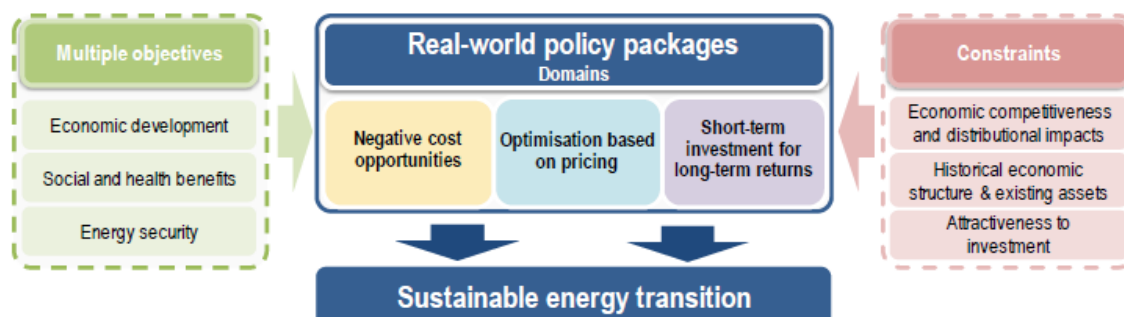 Multiple objectives
Economic development
Social and health benefits
Energy security
Real-world policy packages
Domains
Negative cost
opportunities
Optimisation based
on pricing
Short-term
investment for
long-term returns
Sustainable energy transition
Constraints
Economic competitiveness
and distributional impacts
Historical economic
structure & existing assets
Attractiveness to
investment